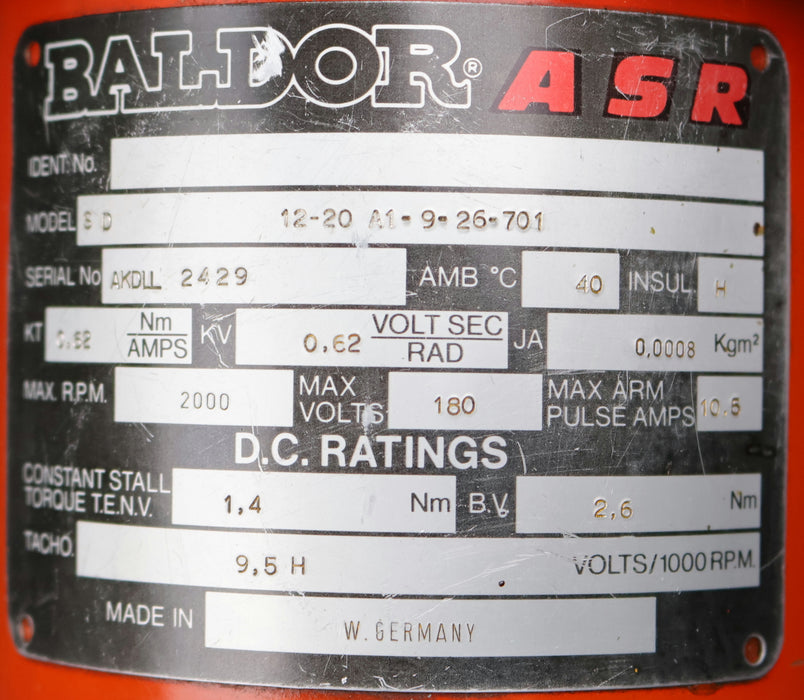 BALDOR® ASR
IDENT. No.
MODEL S D 12-20 A1-9-26-701
SERIAL No AKDLL 2429 AMB °C 40 INSUL. H
KT 0.62 Nm/AMPS KV 0.62 VOLT SEC/RAD JA 0,0008 Kgm²
MAX. R.P.M. 2000 MAX VOLTS 180 MAX ARM PULSE AMPS 10.5
D.C. RATINGS
CONSTANT STALL TORQUE T.E.N.V. 1,4 Nm B.V. 2,6 Nm
TACHO. 9,5 H VOLTS/1000 R.P.M.
MADE IN W. GERMANY